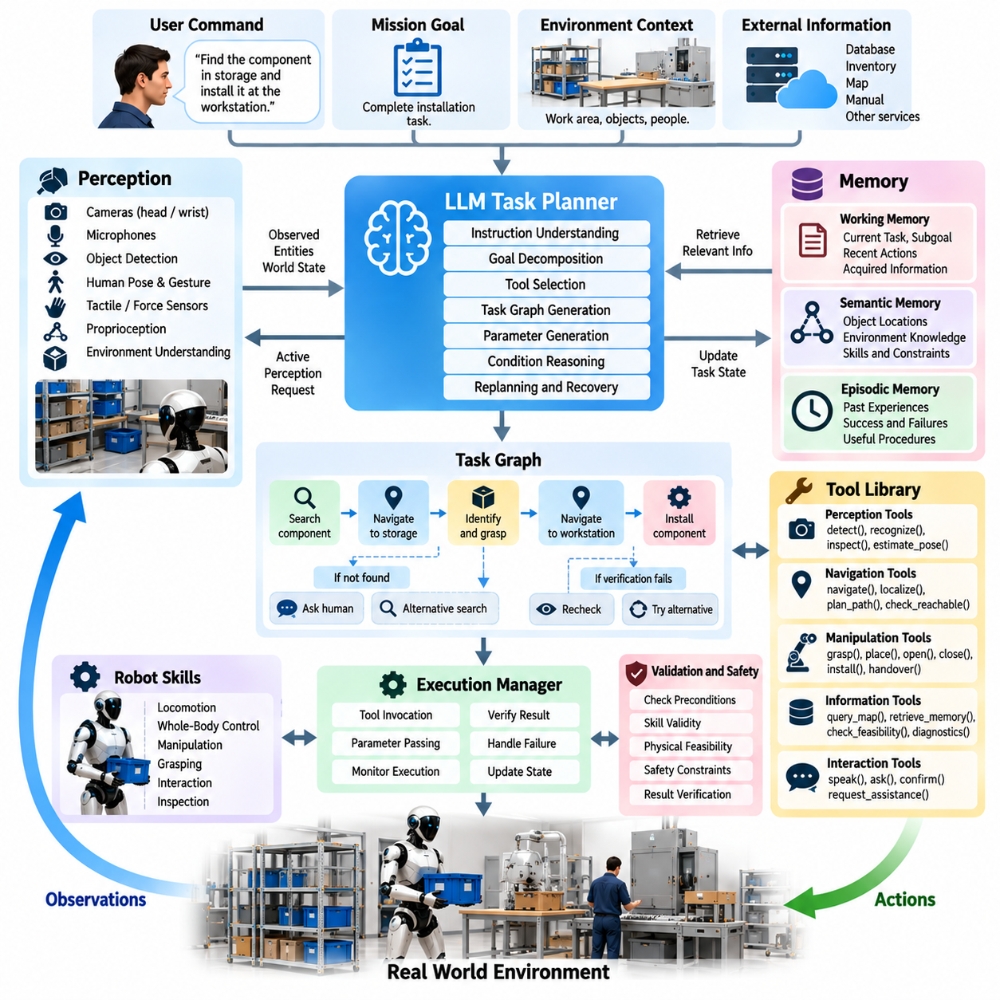 User Command
“Find the component
in storage and
install it at the
workstation.”
Mission Goal
Complete installation
task.
Environment Context
Work area, objects, people.
External Information
Database
Inventory
Map
Manual
Other services
Perception
Cameras (head / wrist)
Microphones
Object Detection
Human Pose & Gesture
Tactile / Force Sensors
Proprioception
Environment Understanding
Observed
Entities
World State
Active
Perception
Request
LLM Task Planner
Instruction Understanding
Goal Decomposition
Tool Selection
Task Graph Generation
Parameter Generation
Condition Reasoning
Replanning and Recovery
Retrieve
Relevant Info
Update
Task State
Memory
Working Memory
Current Task, Subgoal
Recent Actions
Acquired Information
Semantic Memory
Object Locations
Environment Knowledge
Skills and Constraints
Episodic Memory
Past Experiences
Success and Failures
Useful Procedures
Task Graph
Search
component
Navigate
to storage
Identify
and grasp
Navigate
to workstation
Install
component
If not found
If verification fails
Ask human
Alternative search
Recheck
Try alternative
Tool Library
Perception Tools
detect(), recognize(),
inspect(), estimate_pose()
Navigation Tools
navigate(), localize(),
plan_path(), check_reachable()
Manipulation Tools
grasp(), place(), open(), close(),
install(), handover()
Information Tools
query_map(), retrieve_memory(),
check_feasibility(), diagnostics()
Interaction Tools
speak(), ask(), confirm()
request_assistance()
Robot Skills
Locomotion
Whole-Body Control
Manipulation
Grasping
Interaction
Inspection
Execution Manager
Tool Invocation
Verify Result
Parameter Passing
Handle Failure
Monitor Execution
Update State
Validation and Safety
Check Preconditions
Skill Validity
Physical Feasibility
Safety Constraints
Result Verification
Observations
Actions
Real World Environment